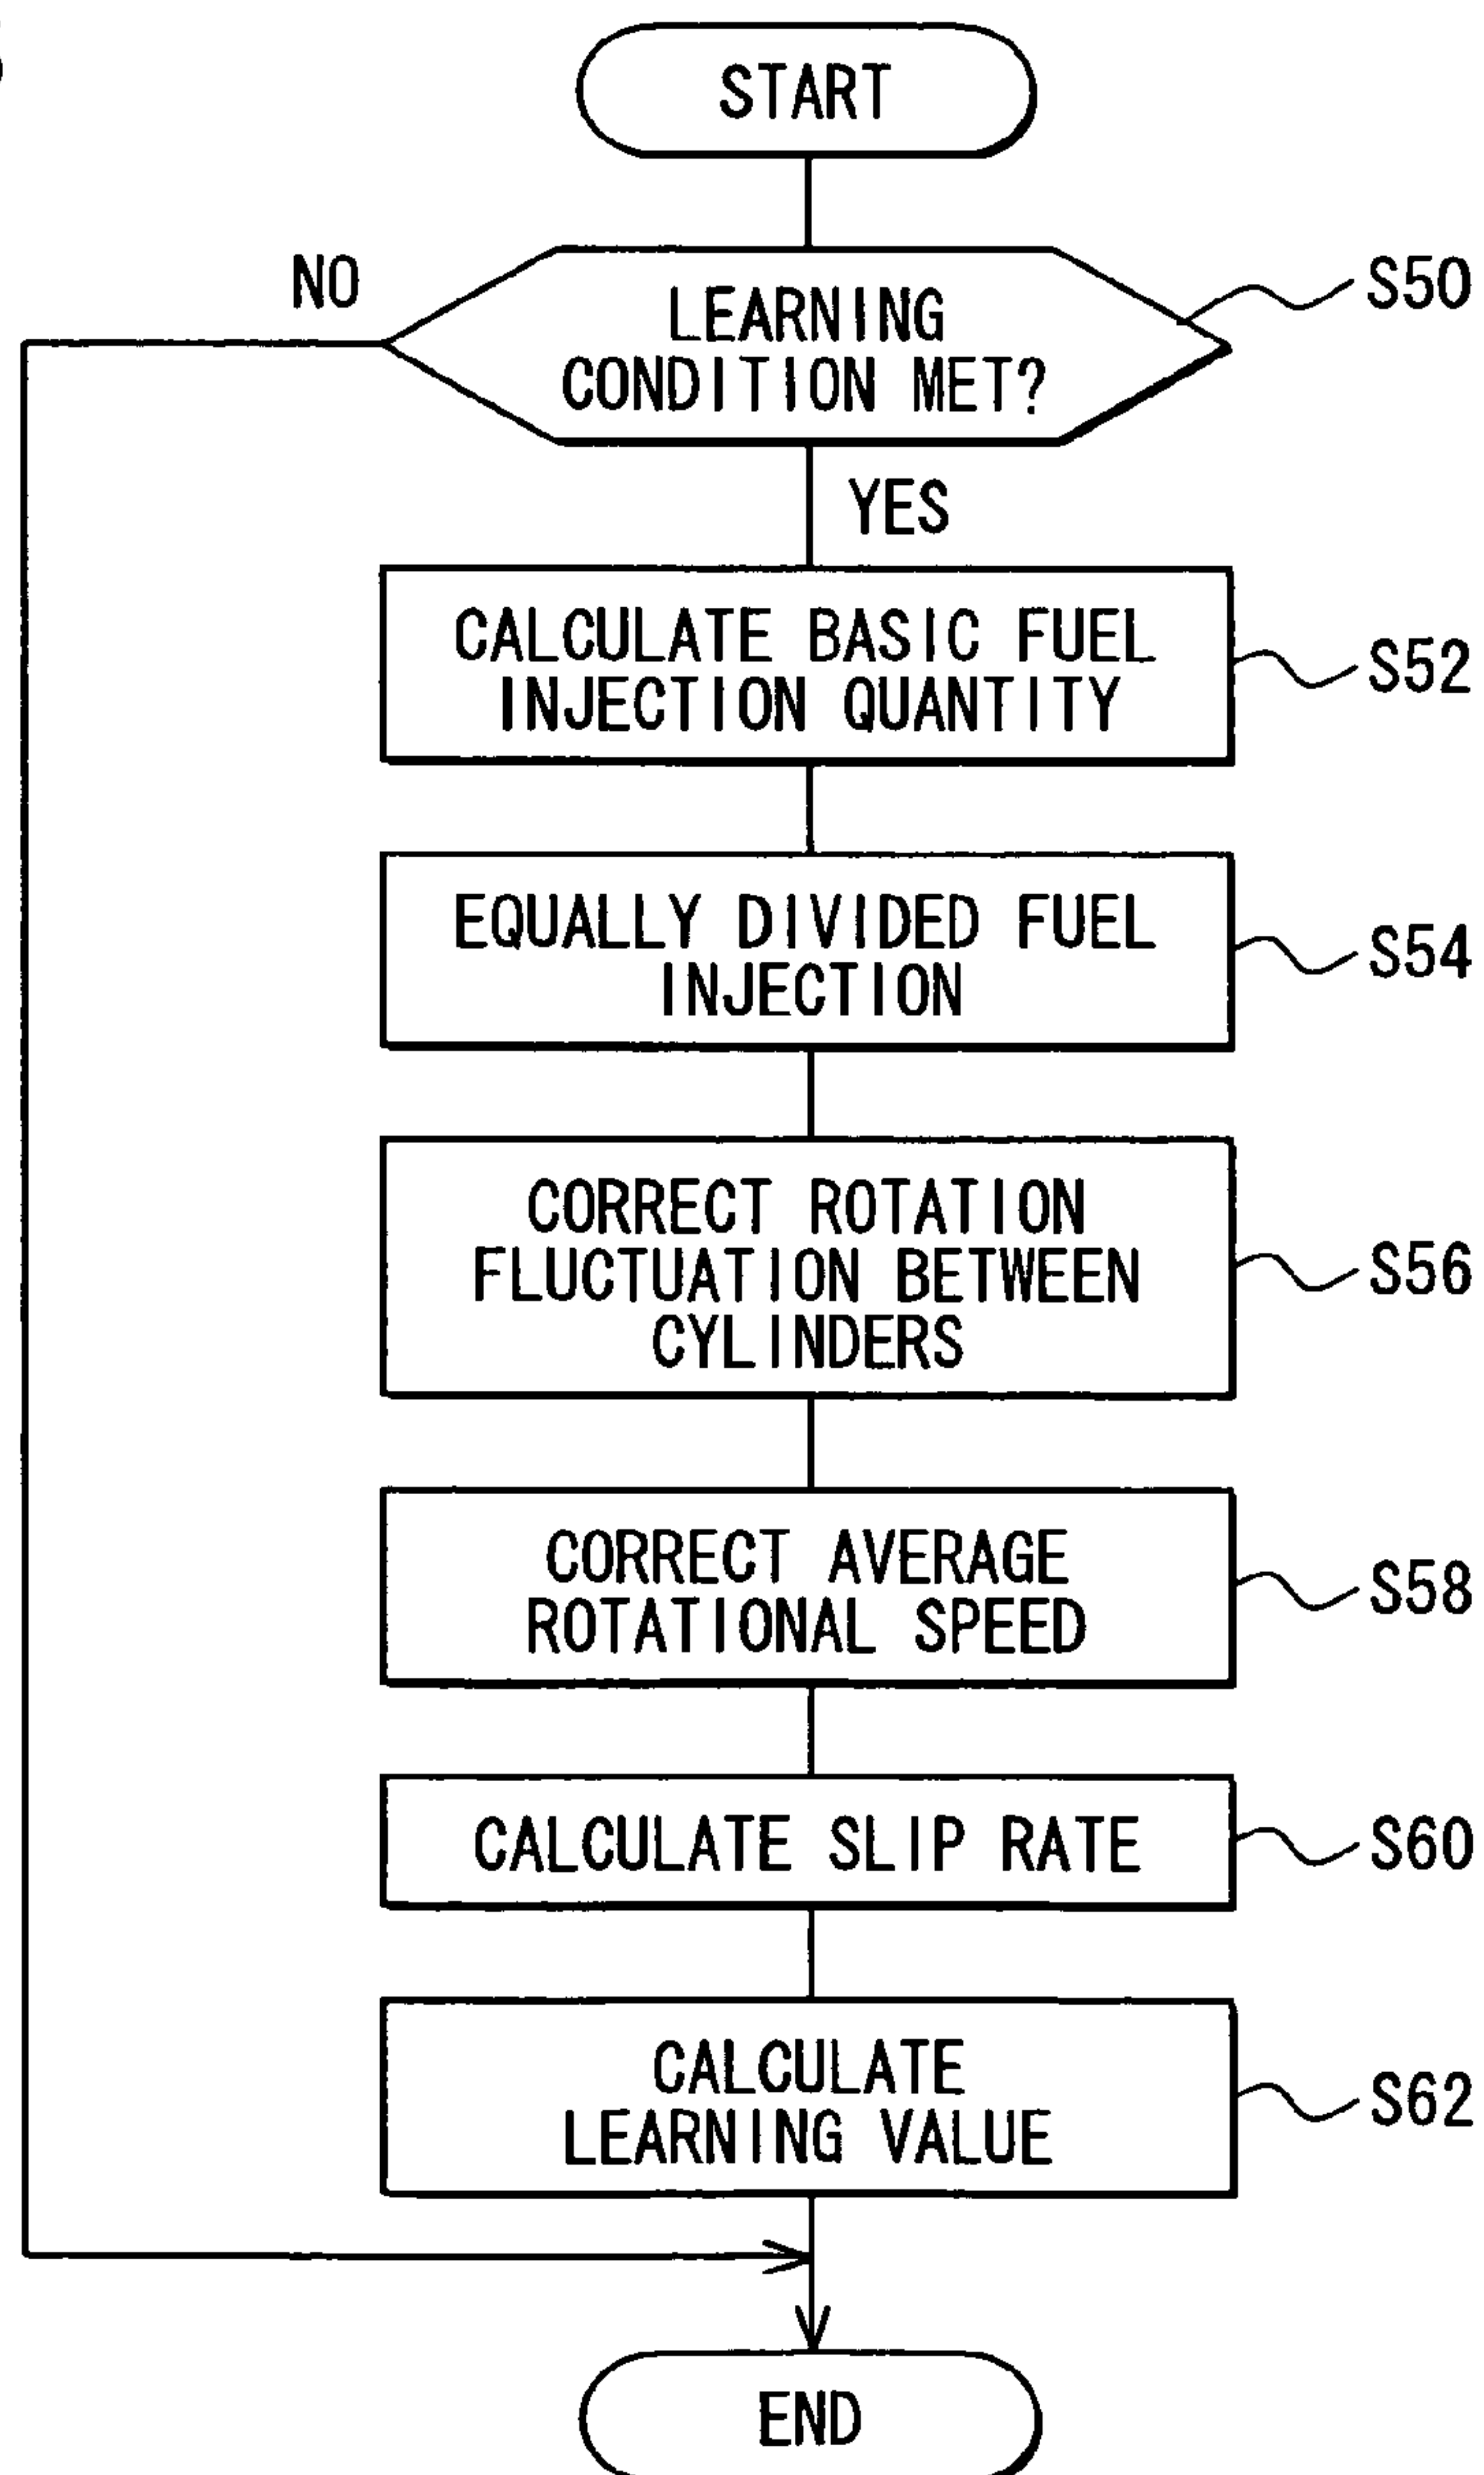 START
NO
LEARNING
CONDITION MET?
S50
YES
CALCULATE BASIC FUEL
INJECTION QUANTITY
S52
EQUALLY DIVIDED FUEL
INJECTION
S54
CORRECT ROTATION
FLUCTUATION BETWEEN
CYLINDERS
S56
CORRECT AVERAGE
ROTATIONAL SPEED
S58
CALCULATE SLIP RATE
S60
CALCULATE
LEARNING VALUE
S62
END